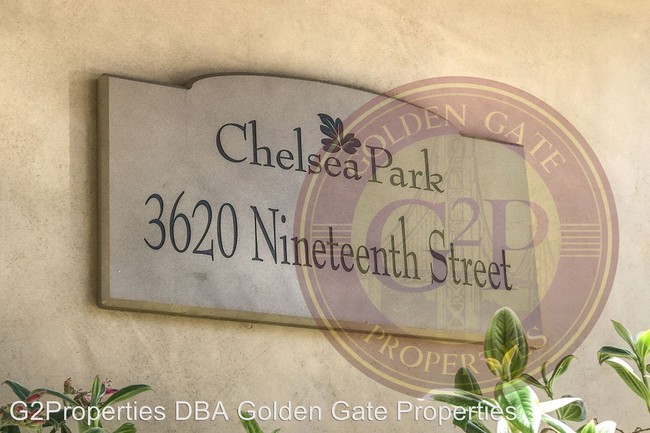 Chelsea Park
3620 Nineteenth Street
GOLDEN GATE
G2P
PROPERTIES
G2Properties DBA Golden Gate Properties